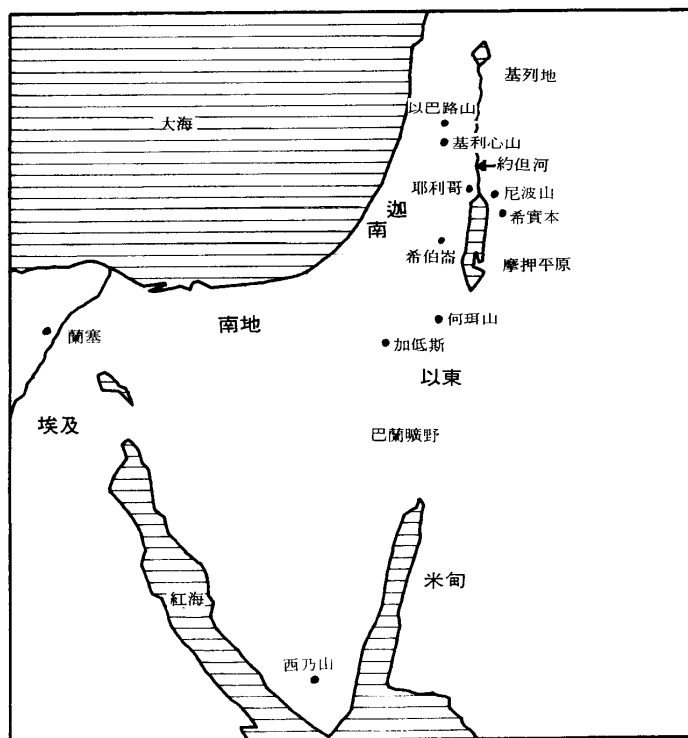 基列地
以巴路山
大海
基利心山
約但河
耶利哥
尼波山
迦南
希實本
希伯崙
摩押平原
何珥山
南地
蘭塞
加低斯
以東
埃及
巴蘭曠野
米甸
紅海
西乃山